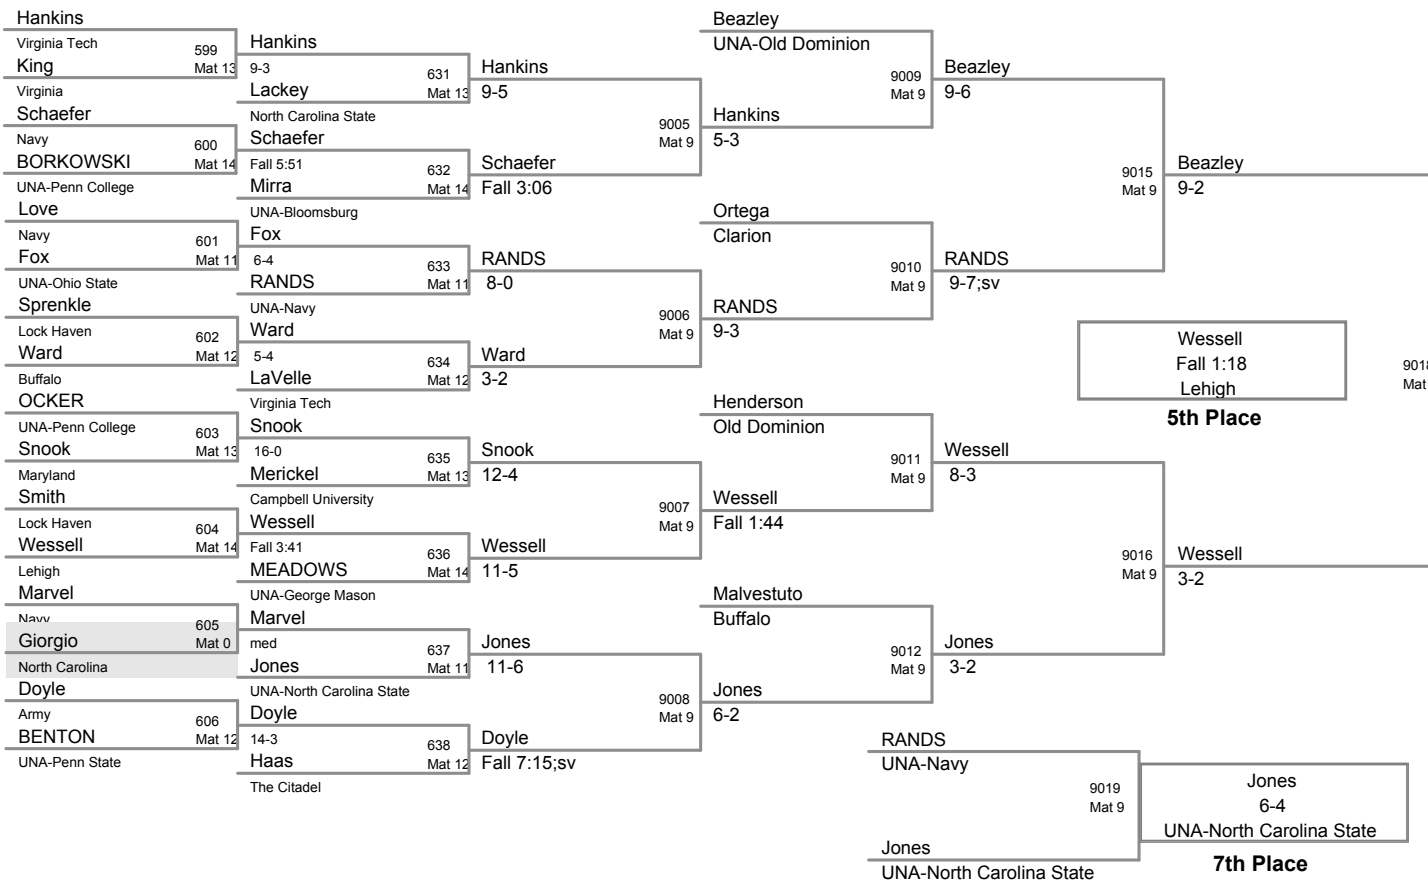 Hankins
Virginia Tech
599
King
Mat 13
Virginia
Schaefer
Navy
600
BORKOWSKI
Mat 14
UNA-Penn College
Love
Navy
601
Fox
Mat 11
UNA-Ohio State
Sprenkle
Lock Haven
602
Ward
Mat 12
Buffalo
OCKER
UNA-Penn College
603
Snook
Mat 13
Maryland
Smith
Lock Haven
604
Wessell
Mat 14
Lehigh
Marvel
Navy
605
Giorgio
Mat 0
North Carolina
Doyle
Army
606
BENTON
Mat 12
UNA-Penn State
Hankins
9-3
631
Lackey
Mat 13
North Carolina State
Schaefer
Fall 5:51
632
Mirra
Mat 14
UNA-Bloomsburg
Fox
6-4
633
RANDS
Mat 11
UNA-Navy
Ward
5-4
634
LaVelle
Mat 12
Virginia Tech
Snook
16-0
635
Merickel
Mat 13
Campbell University
Wessell
Fall 3:41
636
MEADOWS
Mat 14
UNA-George Mason
Marvel
med
637
Jones
Mat 11
UNA-North Carolina State
Doyle
14-3
638
Haas
Mat 12
The Citadel
Hankins
9-5
9005
Mat 9
Schaefer
Fall 3:06
RANDS
8-0
9006
Mat 9
Ward
3-2
Snook
12-4
9007
Mat 9
Wessell
11-5
Jones
11-6
9008
Mat 9
Doyle
Fall 7:15;sv
Beazley
UNA-Old Dominion
9009
Mat 9
Hankins
5-3
Ortega
Clarion
9010
Mat 9
RANDS
9-3
Henderson
Old Dominion
9011
Mat 9
Wessell
Fall 1:44
Malvestuto
Buffalo
9012
Mat 9
Jones
6-2
Beazley
9-6
9015
Mat 9
RANDS
9-7;sv
Wessell
8-3
9016
Mat 9
Jones
3-2
Beazley
9-2
Wessell
Fall 1:18
Lehigh
5th Place
9018
Mat
Wessell
3-2
RANDS
UNA-Navy
9019
Mat 9
Jones
UNA-North Carolina State
Jones
6-4
UNA-North Carolina State
7th Place